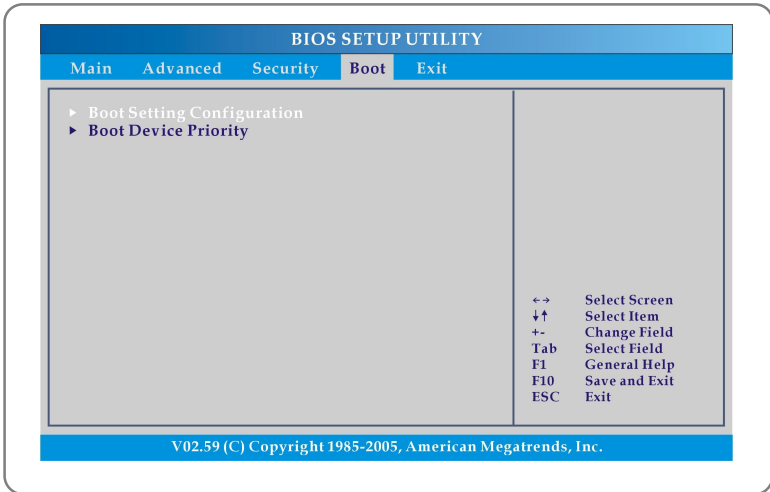 BIOS SETUP UTILITY
Main Advanced Security Boot Exit
▶ Boot Setting Configuration
▶ Boot Device Priority
←→ Select Screen
↓↑ Select Item
+- Change Field
Tab Select Field
F1 General Help
F10 Save and Exit
ESC Exit
V02.59 (C) Copyright 1985-2005, American Megatrends, Inc.